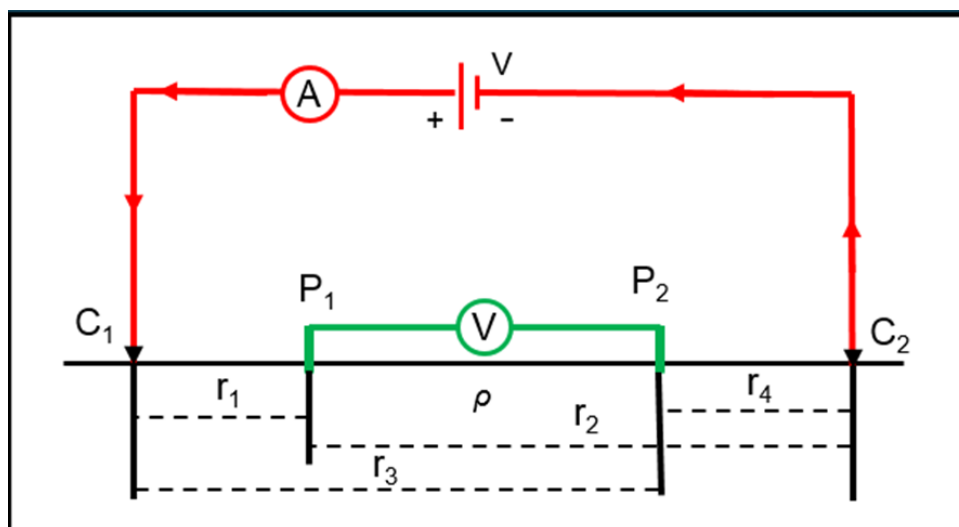 V
A
+ −
P₁ P₂
C₁ V C₂
r₁ ρ r₄
r₂
r₃